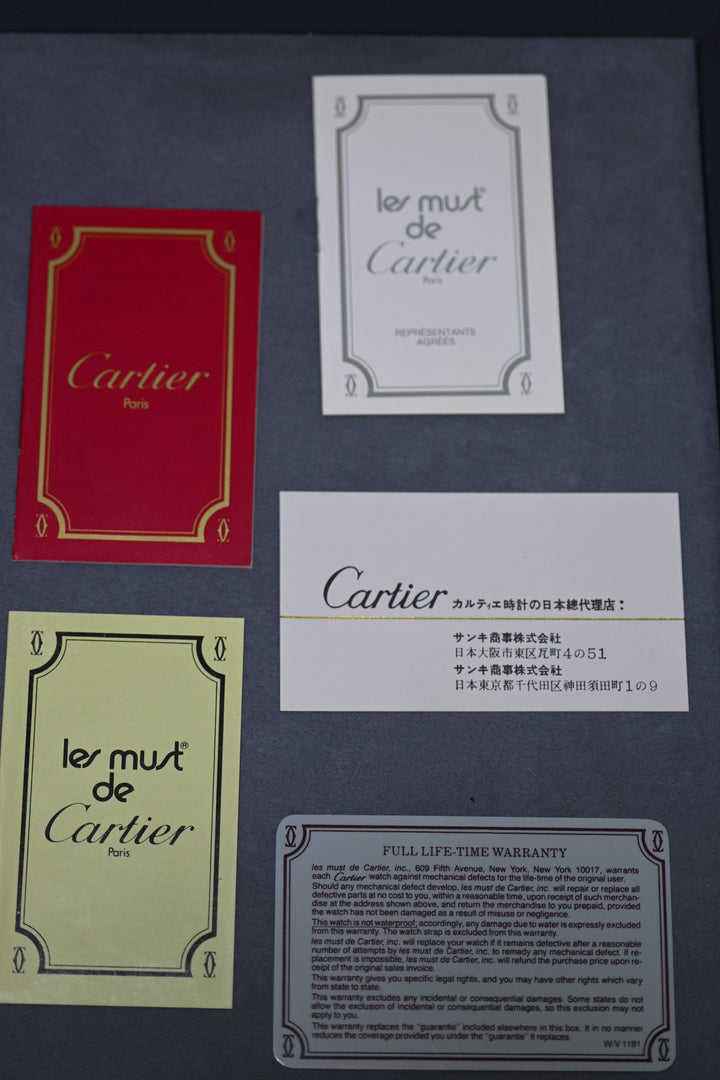 les must®
de
Cartier
Paris
REPRÉSENTANTS
AGRÉÉS
Cartier
Paris
Cartier カルティエ時計の日本總代理店：
サンキ商事株式会社
日本大阪市東区瓦町4の51
サンキ商事株式会社
日本東京都千代田区神田須田町1の9
les must®
de
Cartier
Paris
FULL LIFE-TIME WARRANTY
les must de Cartier, inc., 609 Fifth Avenue, New York, New York 10017, warrants
each Cartier watch against mechanical defects for the life-time of the original user.
Should any mechanical defect develop, les must de Cartier, inc. will repair or replace all
defective parts at no cost to you, within a reasonable time, upon receipt of such merchan-
dise at the address shown above, and return the merchandise to you prepaid, provided
the watch has not been damaged as a result of misuse or negligence.
This watch is not waterproof; accordingly, any damage due to water is expressly excluded
from this warranty. The watch strap is excluded from this warranty.
les must de Cartier, inc. will replace your watch if it remains defective after a reasonable
number of attempts by les must de Cartier, inc. to remedy any mechanical defect. If re-
placement is impossible, les must de Cartier, inc. will refund the purchase price upon re-
ceipt of the original sales invoice.
This warranty gives you specific legal rights, and you may have other rights which vary
from state to state.
This warranty excludes any incidental or consequential damages. Some states do not
allow the exclusion of incidental or consequential damages, so this exclusion may not
apply to you.
This warranty replaces the "guarantie" included elsewhere in this box. It in no manner
reduces the coverage provided you under the "guarantie" it replaces.
W/V 1181